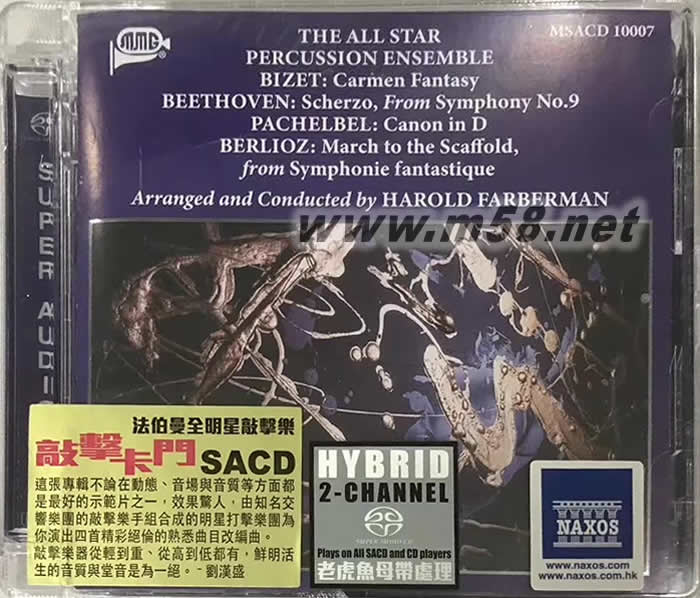 MMG®
MSACD 10007
THE ALL STAR
PERCUSSION ENSEMBLE
BIZET: Carmen Fantasy
BEETHOVEN: Scherzo, From Symphony No.9
PACHELBEL: Canon in D
BERLIOZ: March to the Scaffold,
from Symphonie fantastique
Arranged and Conducted by HAROLD FARBERMAN
www.m58.net
SUPER AUDIO
法伯曼全明星敲擊樂
敲擊卡門 SACD
這張專輯不論在動態、音場與音質等方面都
是最好的示範片之一，效果驚人，由知名交
響樂團的敲擊樂手組合成的明星打擊樂團為
你演出四首精彩絕倫的熟悉曲目改編曲。
敲擊樂器從輕到重、從高到低都有，鮮明活
生的音質與堂音是為一絕。- 劉漢盛
HYBRID
2-CHANNEL
SUPER AUDIO CD
Plays on All SACD and CD players
老虎魚母帶處理
NAXOS
www.naxos.com
www.naxos.com.hk